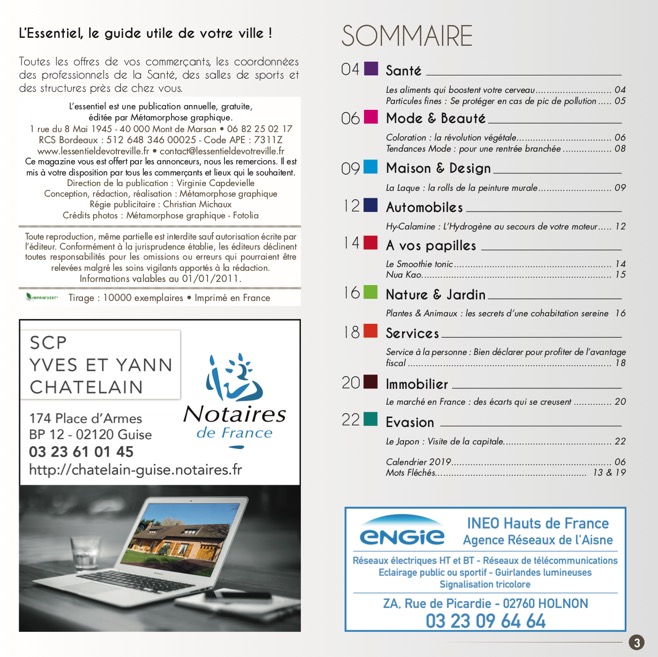 L'Essentiel, le guide utile de votre ville !
Toutes les offres de vos commerçants, les coordonnées
des professionnels de la Santé, des salles de sports et
des structures près de chez vous.
L'essentiel est une publication annuelle, gratuite,
éditée par Métamorphose graphique.
1 rue du 8 Mai 1945 - 40 000 Mont de Marsan • 06 82 25 02 17
RCS Bordeaux : 512 648 346 00025 - Code APE : 7311Z
www.lessentieldevotreville.fr • contact@lessentieldevotreville.fr
Ce magazine vous est offert par les annonceurs, nous les remercions. Il est
mis à votre disposition par tous les commerces et lieux qui le souhaitent.
Direction de la publication : Virginie Capdevielle
Conception, rédaction, réalisation : Métamorphose graphique
Régie publicitaire : Christian Michaux
Crédits photos : Métamorphose graphique - Fotolia
Toute reproduction, même partielle est interdite sauf autorisation écrite par
l'éditeur. Conformément à la jurisprudence établie, les éditeurs déclinent
toutes responsabilités pour les omissions ou erreurs qui pourraient être
relevées malgré les soins vigilants apportés à la rédaction.
Informations valables au 01/01/2011.
Tirage : 10000 exemplaires • Imprimé en France
SCP
YVES ET YANN
CHATELAIN
Notaires
de France
174 Place d'Armes
BP 12 - 02120 Guise
03 23 61 01 45
http://chatelain-guise.notaires.fr
SOMMAIRE
04 Santé
Les aliments qui boostent votre cerveau...................... 04
Particules fines : Se protéger en cas de pic de pollution..... 05
06 Mode & Beauté
Coloration : la révolution végétale............................ 06
Tendances Mode : pour une rentrée branchée............... 08
09 Maison & Design
La Laque : la rolls de la peinture murale...................... 09
12 Automobiles
Hy-Calamine : L'Hydrogène au secours de votre moteur..... 12
14 A vos papilles
Le Smoothie tonic............................................. 14
Nua Kao....................................................... 15
16 Nature & Jardin
Plantes & Animaux : les secrets d'une cohabitation sereine 16
18 Services
Service à la personne : Bien déclarer pour profiter de l'avantage
fiscal .......................................................... 18
20 Immobilier
Le marché en France : des écarts qui se creusent .............. 20
22 Evasion
Le Japon : Visite de la capitale................................ 22
Calendrier 2019................................................ 06
Mots Fléchés............................................ 13 & 19
ENGIE
INEO Hauts de France
Agence Réseaux de l'Aisne
Réseaux électriques HT et BT - Réseaux de télécommunications
Eclairage public ou sportif - Guirlandes lumineuses
Signalisation tricolore
ZA, Rue de Picardie - 02760 HOLNON
03 23 09 64 64
3